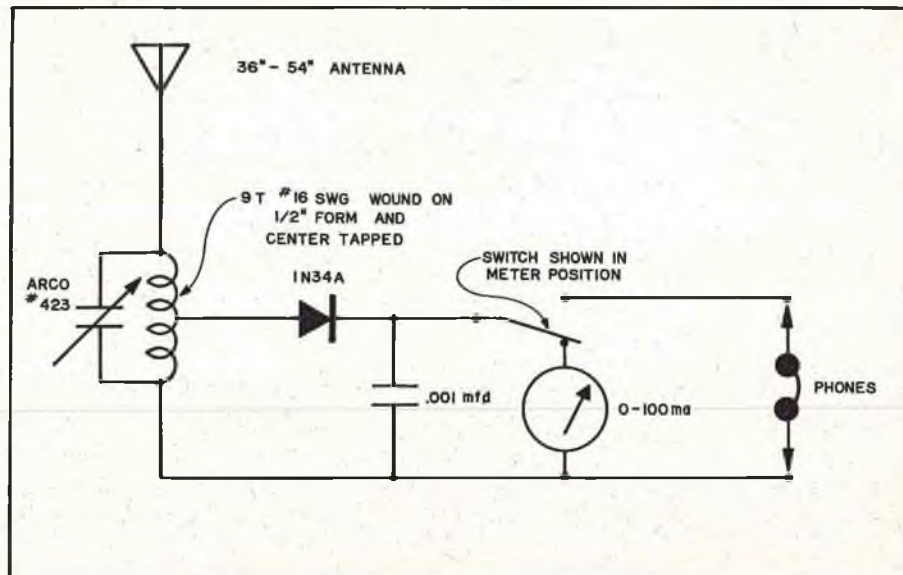 36"- 54" ANTENNA
9 T #16 SWG WOUND ON
1/2" FORM AND
CENTER TAPPED
SWITCH SHOWN IN
METER POSITION
ARCO
#423
1N34A
.001 mfd
0-100ma
PHONES